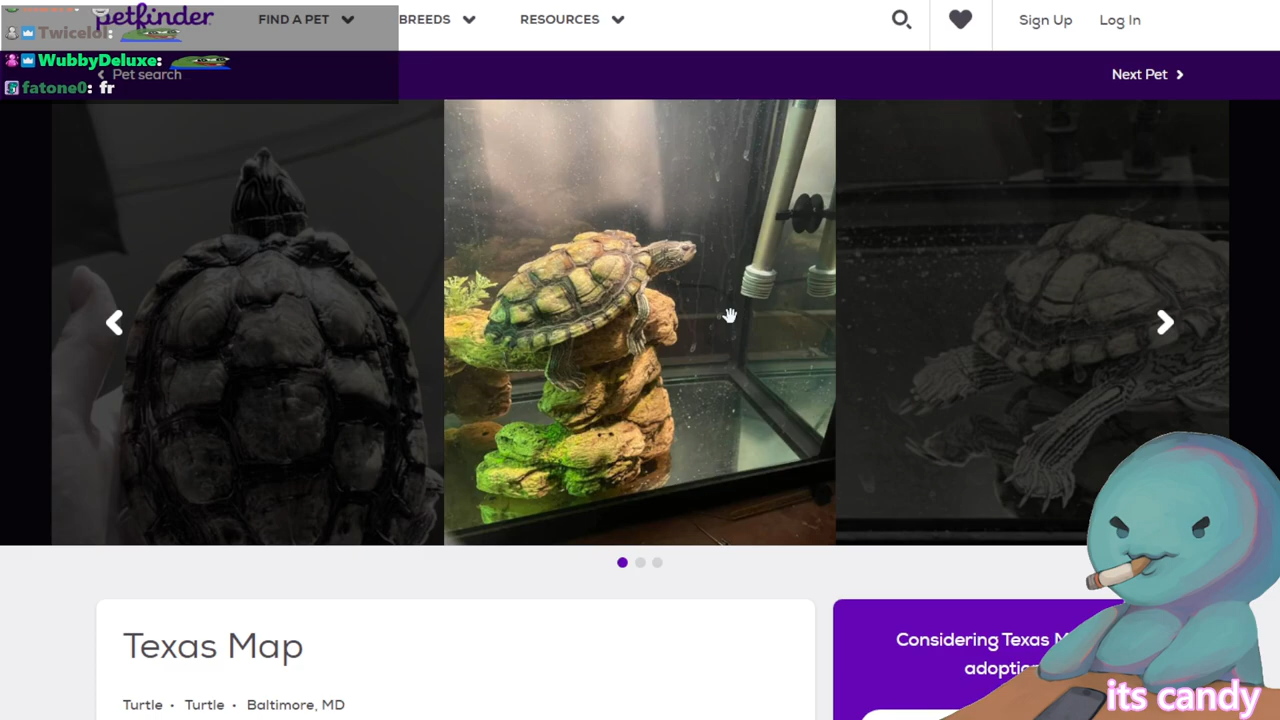 petfinder
FIND A PET
BREEDS
RESOURCES
Sign Up
Log In
Twicelol:
WubbyDeluxe:
Pet search
fatone0: fr
Next Pet
Texas Map
Turtle • Turtle • Baltimore, MD
Considering Texas M
adoptio
its candy